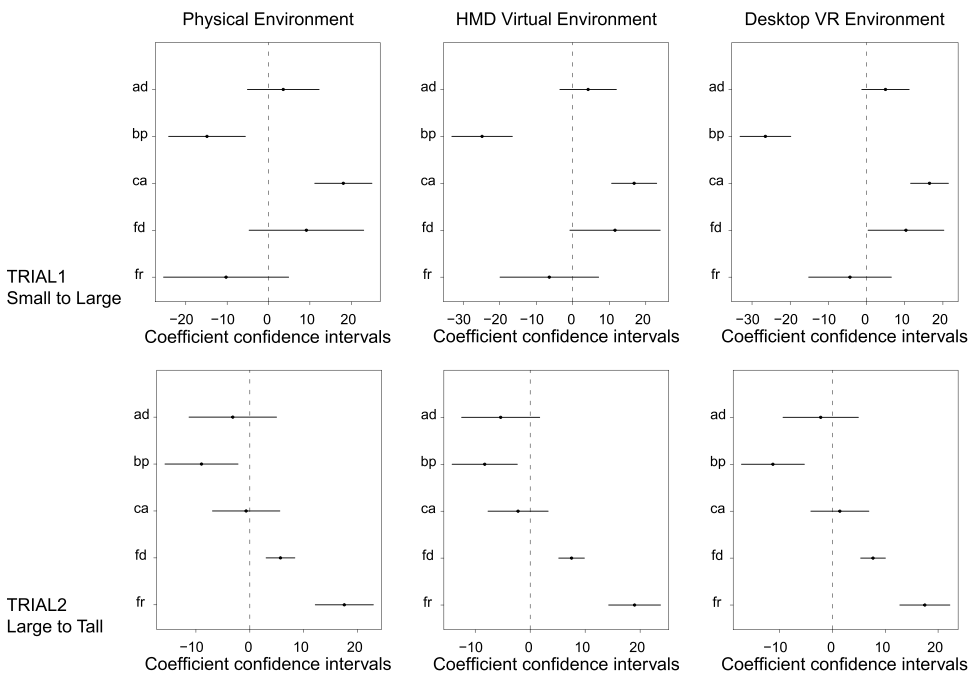 Physical Environment
HMD Virtual Environment
Desktop VR Environment
TRIAL1
Small to Large
ad
bp
ca
fd
fr
−20 −10 0 10 20
Coefficient confidence intervals
ad
bp
ca
fd
fr
−30 −20 −10 0 10 20
Coefficient confidence intervals
ad
bp
ca
fd
fr
−30 −20 −10 0 10 20
Coefficient confidence intervals
TRIAL2
Large to Tall
ad
bp
ca
fd
fr
−10 0 10 20
Coefficient confidence intervals
ad
bp
ca
fd
fr
−10 0 10 20
Coefficient confidence intervals
ad
bp
ca
fd
fr
−10 0 10 20
Coefficient confidence intervals